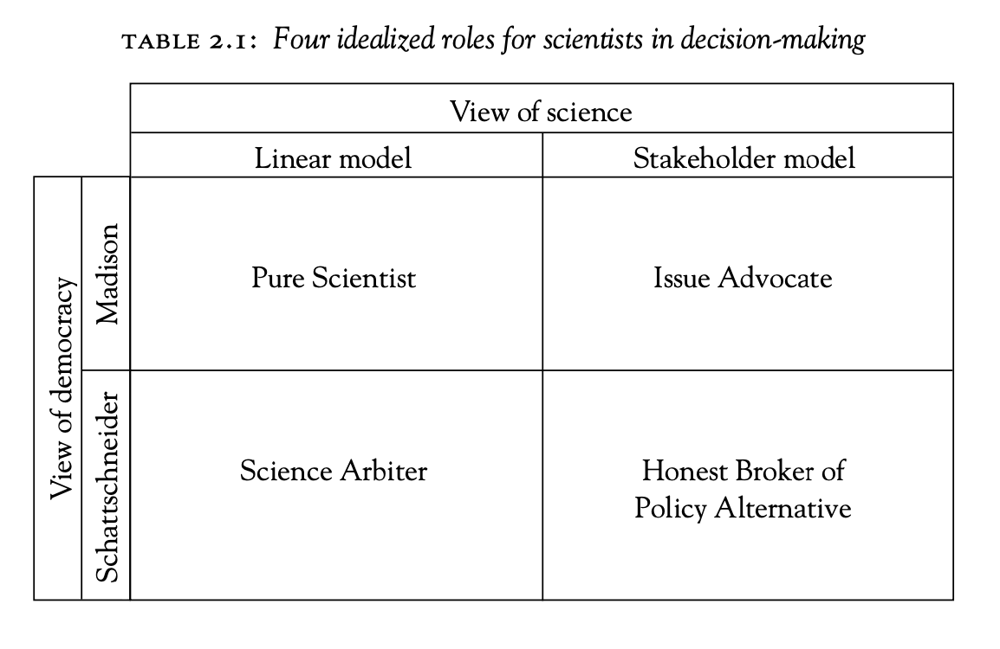 TABLE 2.1: Four idealized roles for scientists in decision-making
View of science
Linear model
Stakeholder model
View of democracy
Madison
Pure Scientist
Issue Advocate
Schattschneider
Science Arbiter
Honest Broker of
Policy Alternative